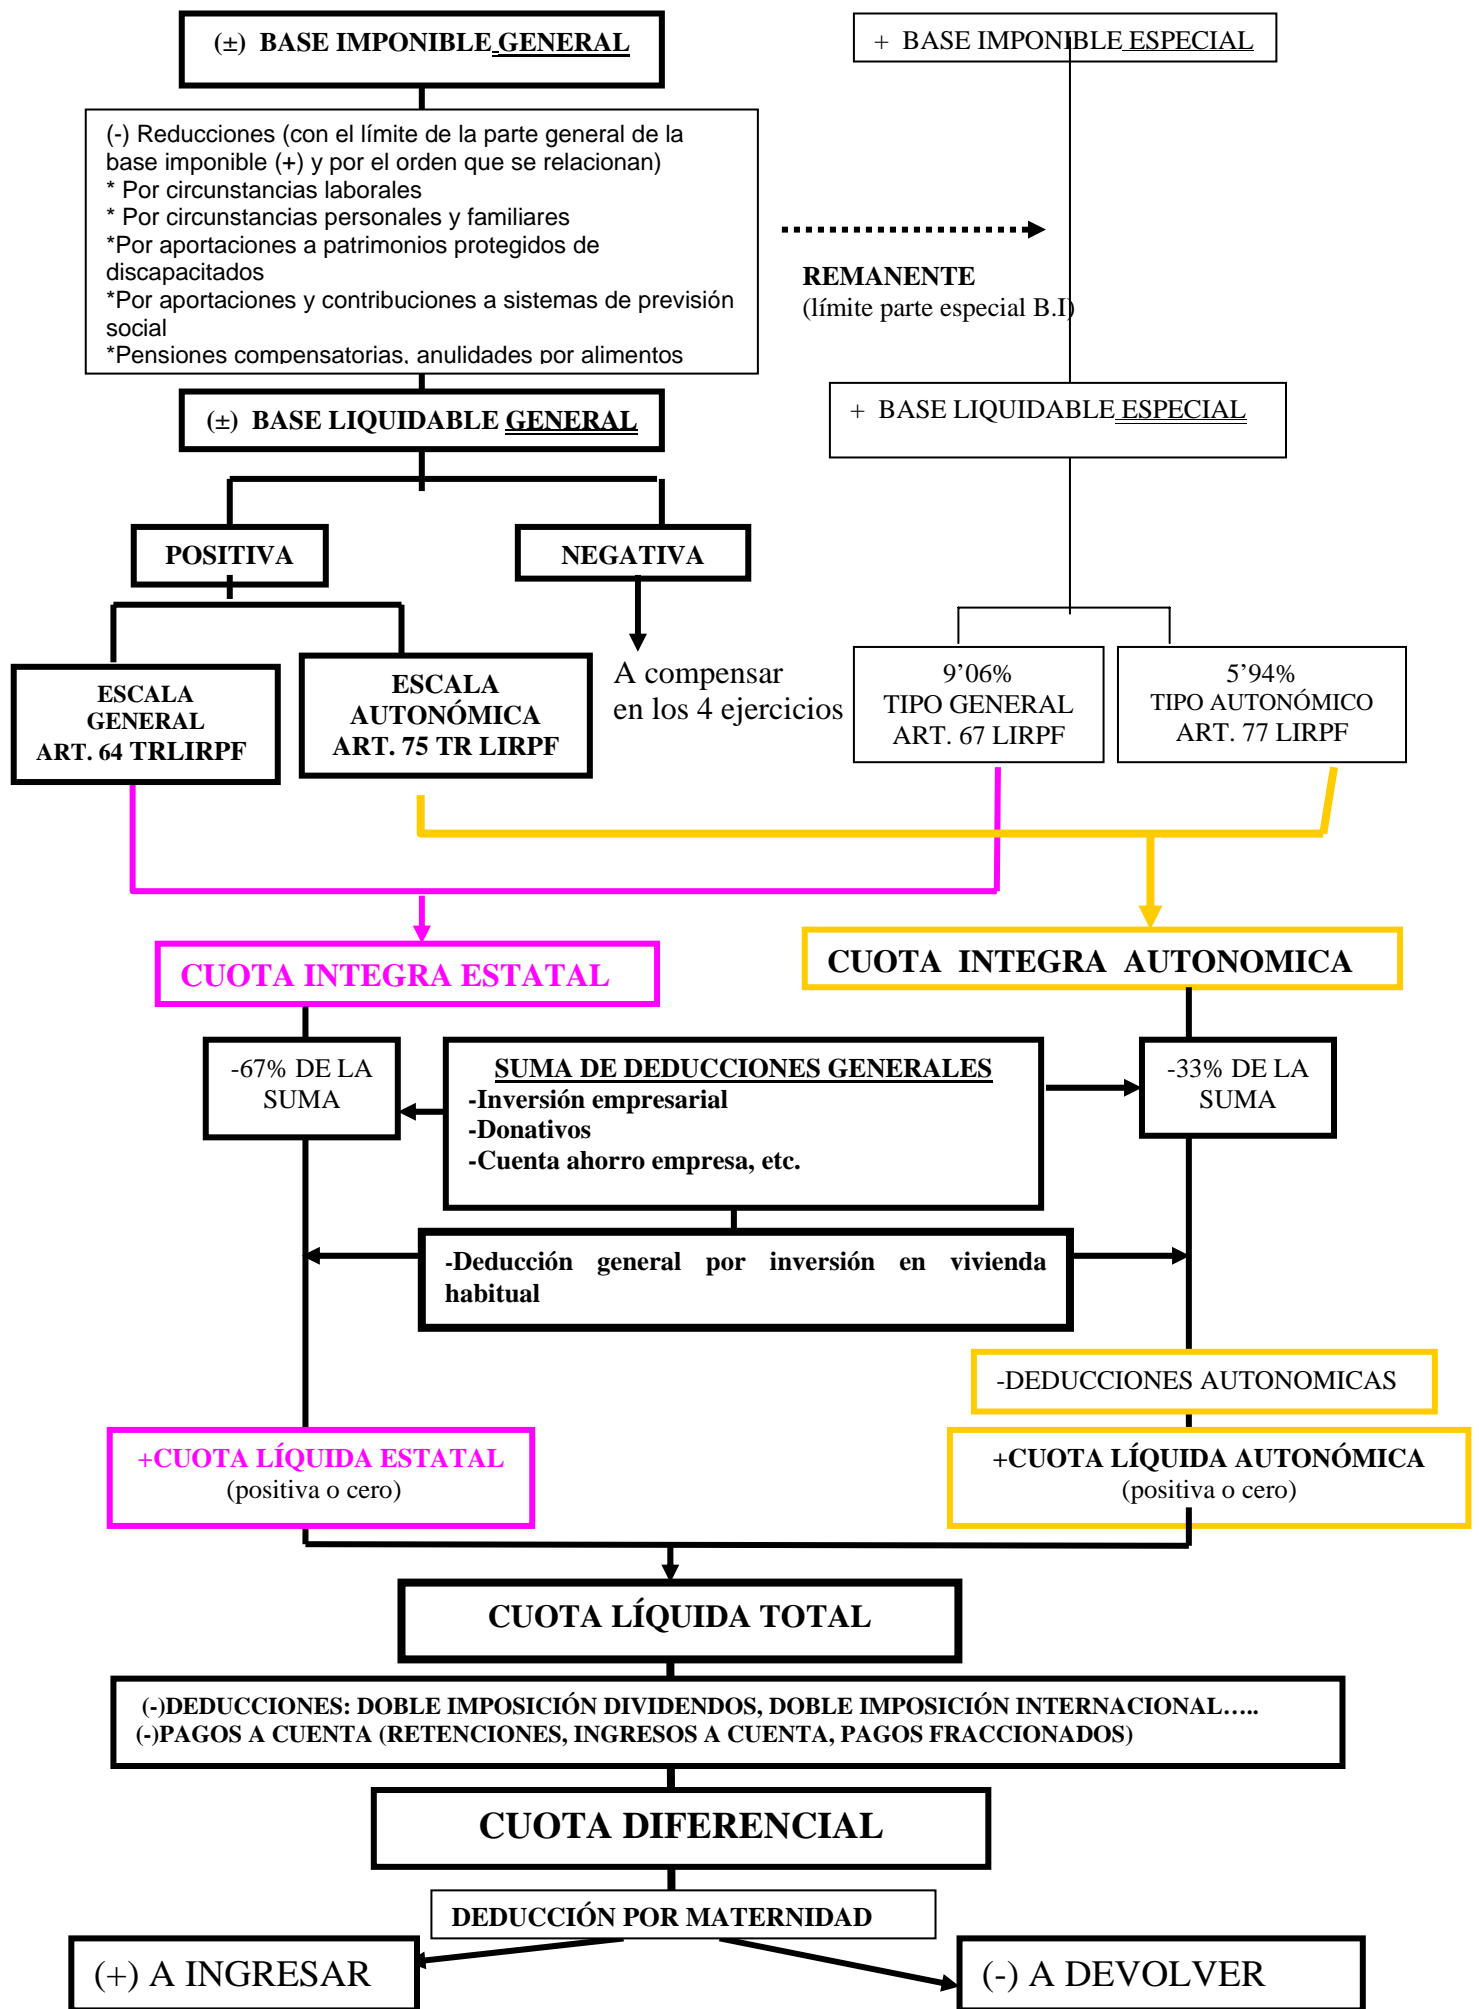 (±) BASE IMPONIBLE GENERAL
+ BASE IMPONIBLE ESPECIAL
(-) Reducciones (con el límite de la parte general de la
base imponible (+) y por el orden que se relacionan)
* Por circunstancias laborales
* Por circunstancias personales y familiares
*Por aportaciones a patrimonios protegidos de
discapacitados
*Por aportaciones y contribuciones a sistemas de previsión
social
*Pensiones compensatorias, anulidades por alimentos
REMANENTE
(límite parte especial B.I)
(±) BASE LIQUIDABLE GENERAL
+ BASE LIQUIDABLE ESPECIAL
POSITIVA
NEGATIVA
ESCALA
GENERAL
ART. 64 TRLIRPF
ESCALA
AUTONÓMICA
ART. 75 TR LIRPF
A compensar
en los 4 ejercicios
9’06%
TIPO GENERAL
ART. 67 LIRPF
5’94%
TIPO AUTONÓMICO
ART. 77 LIRPF
CUOTA INTEGRA ESTATAL
CUOTA INTEGRA AUTONOMICA
-67% DE LA
SUMA
SUMA DE DEDUCCIONES GENERALES
-Inversión empresarial
-Donativos
-Cuenta ahorro empresa, etc.
-33% DE LA
SUMA
-Deducción general por inversión en vivienda
habitual
-DEDUCCIONES AUTONOMICAS
+CUOTA LÍQUIDA ESTATAL
(positiva o cero)
+CUOTA LÍQUIDA AUTONÓMICA
(positiva o cero)
CUOTA LÍQUIDA TOTAL
(-)DEDUCCIONES: DOBLE IMPOSICIÓN DIVIDENDOS, DOBLE IMPOSICIÓN INTERNACIONAL…..
(-)PAGOS A CUENTA (RETENCIONES, INGRESOS A CUENTA, PAGOS FRACCIONADOS)
CUOTA DIFERENCIAL
DEDUCCIÓN POR MATERNIDAD
(+) A INGRESAR
(-) A DEVOLVER